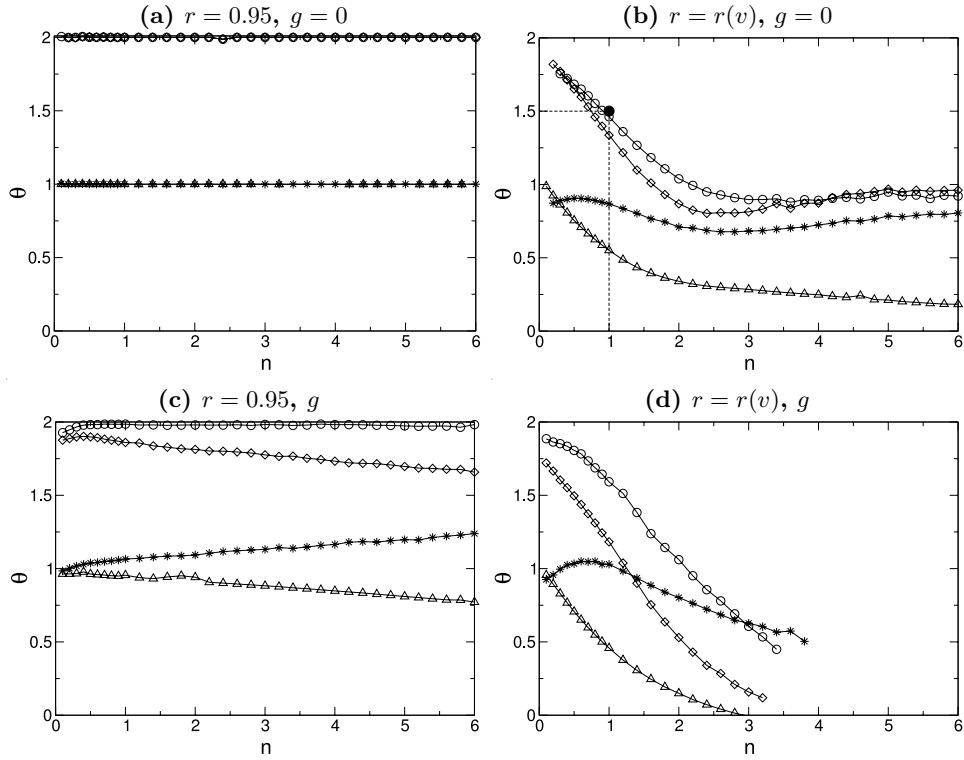 (a) r = 0.95, g = 0
(b) r = r(v), g = 0
2
1.5
θ 1
0.5
0
0 1 2 3 4 5 6
n
2
1.5
θ 1
0.5
0
0 1 2 3 4 5 6
n
(c) r = 0.95, g
(d) r = r(v), g
2
1.5
θ 1
0.5
0
0 1 2 3 4 5 6
n
2
1.5
θ 1
0.5
0
0 1 2 3 4 5 6
n